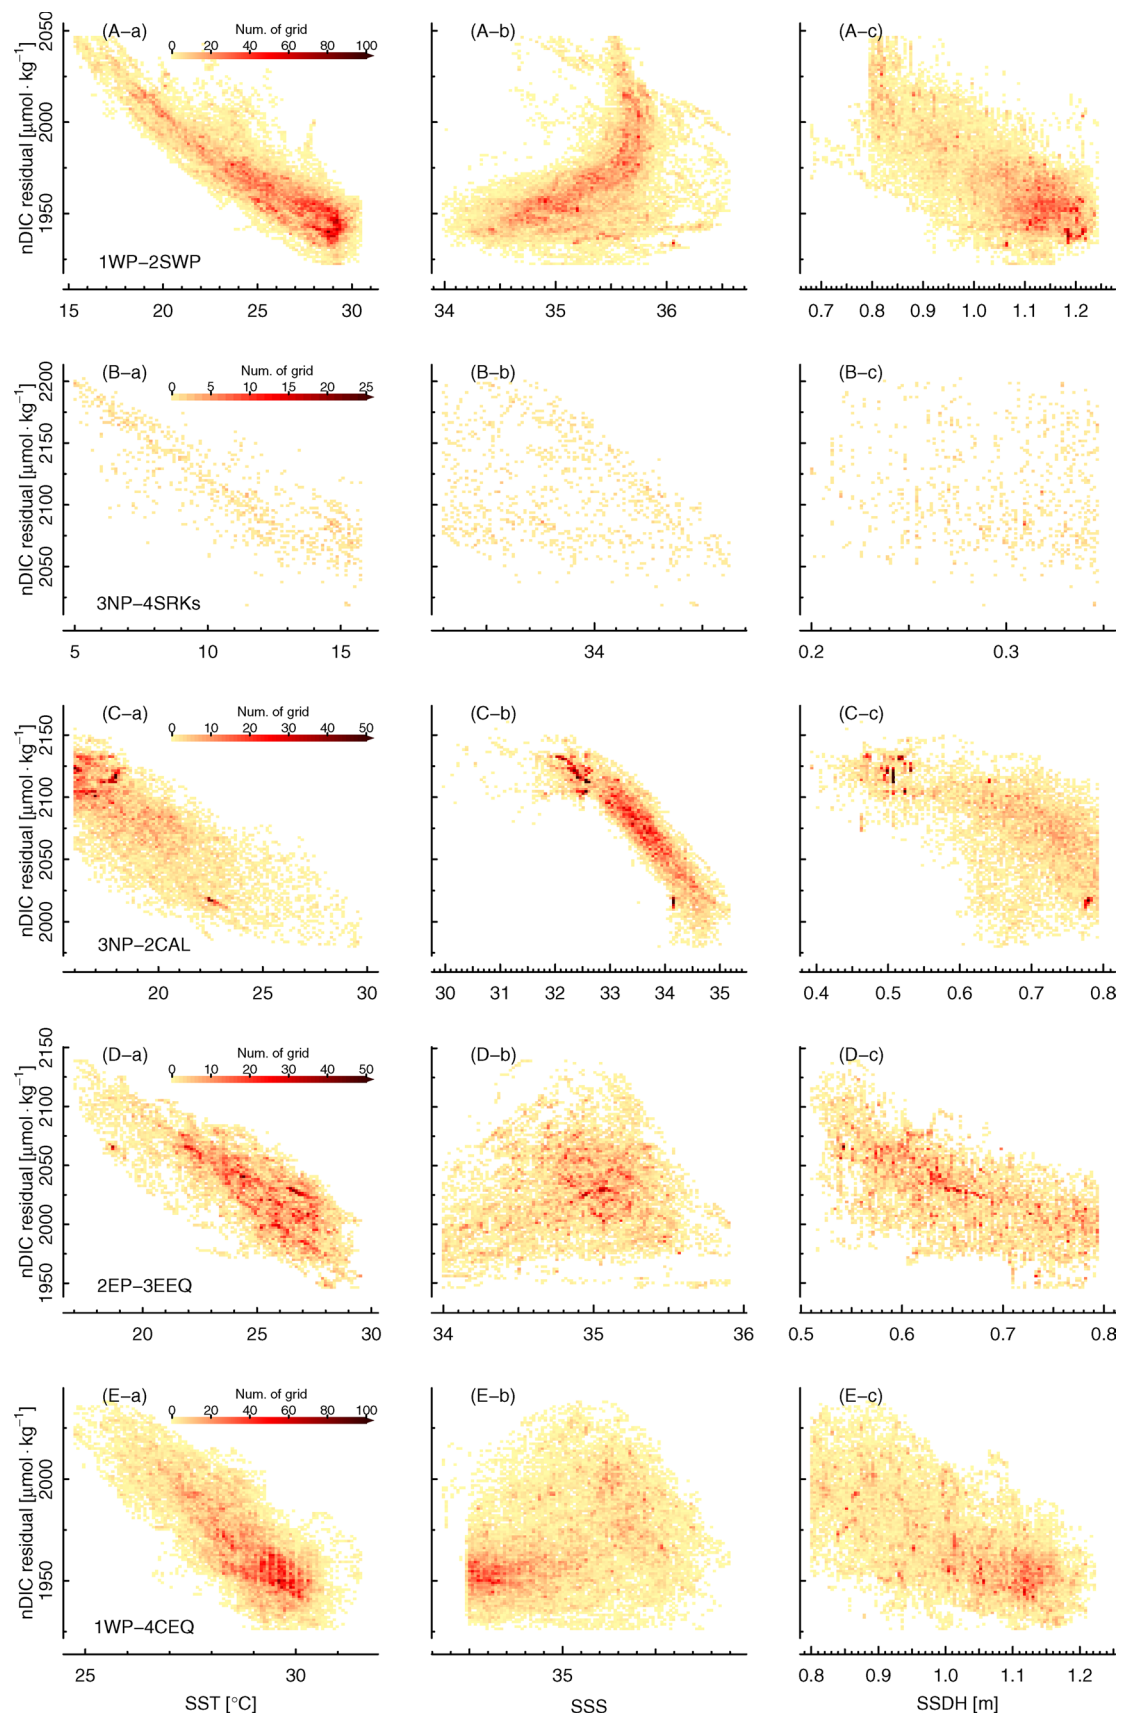 (A−a) Num. of grid (A−b) (A−c)
0 20 40 60 80 100
nDIC residual [μmol·kg−1]
2050
2000
1950
1WP−2SWP
15 20 25 30
34 35 36
0.7 0.8 0.9 1.0 1.1 1.2
(B−a) Num. of grid (B−b) (B−c)
0 5 10 15 20 25
nDIC residual [μmol·kg−1]
2200
2150
2100
2050
3NP−4SRKs
5 10 15
34
0.2 0.3
(C−a) Num. of grid (C−b) (C−c)
0 10 20 30 40 50
nDIC residual [μmol·kg−1]
2150
2100
2050
2000
3NP−2CAL
20 25 30
30 31 32 33 34 35
0.4 0.5 0.6 0.7 0.8
(D−a) Num. of grid (D−b) (D−c)
0 10 20 30 40 50
nDIC residual [μmol·kg−1]
2150
2100
2050
2000
1950
2EP−3EEQ
20 25 30
34 35 36
0.5 0.6 0.7 0.8
(E−a) Num. of grid (E−b) (E−c)
0 20 40 60 80 100
nDIC residual [μmol·kg−1]
2000
1950
1WP−4CEQ
25 30
35
0.8 0.9 1.0 1.1 1.2
SST [°C] SSS SSDH [m]